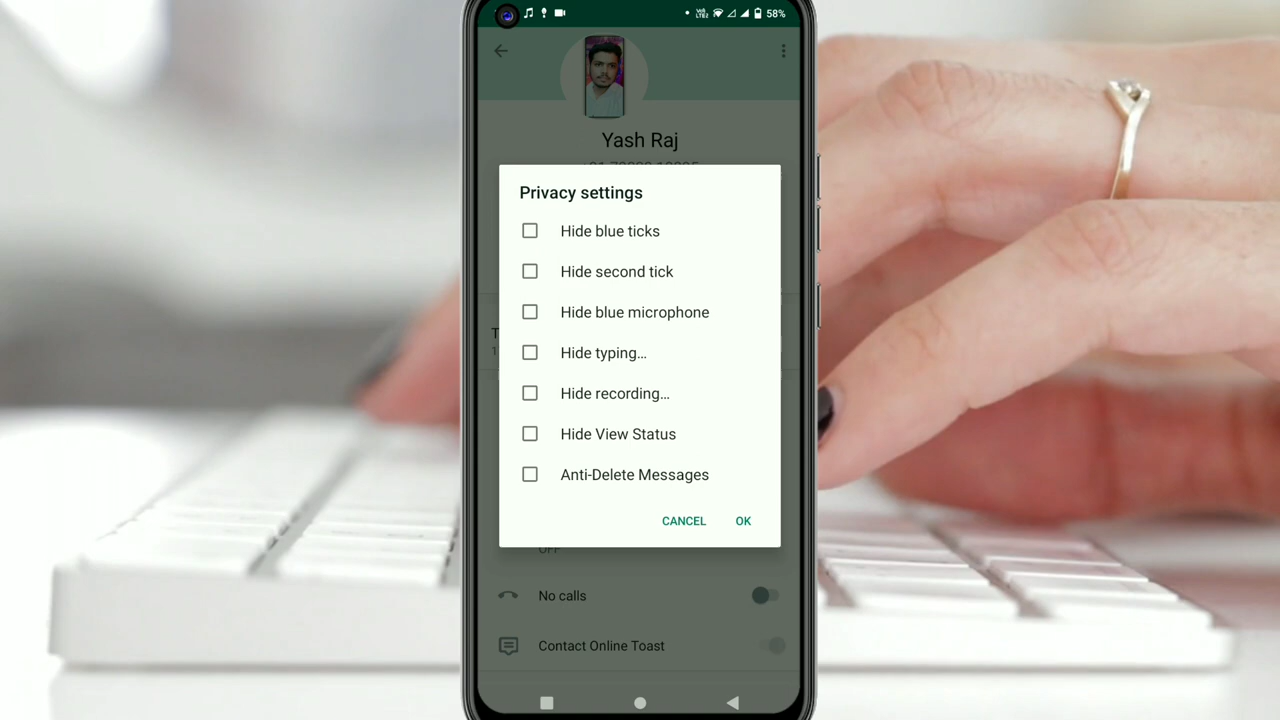 58%
Yash Raj
Privacy settings
Hide blue ticks
Hide second tick
Hide blue microphone
Hide typing...
Hide recording...
Hide View Status
Anti-Delete Messages
CANCEL OK
OFF
No calls
Contact Online Toast